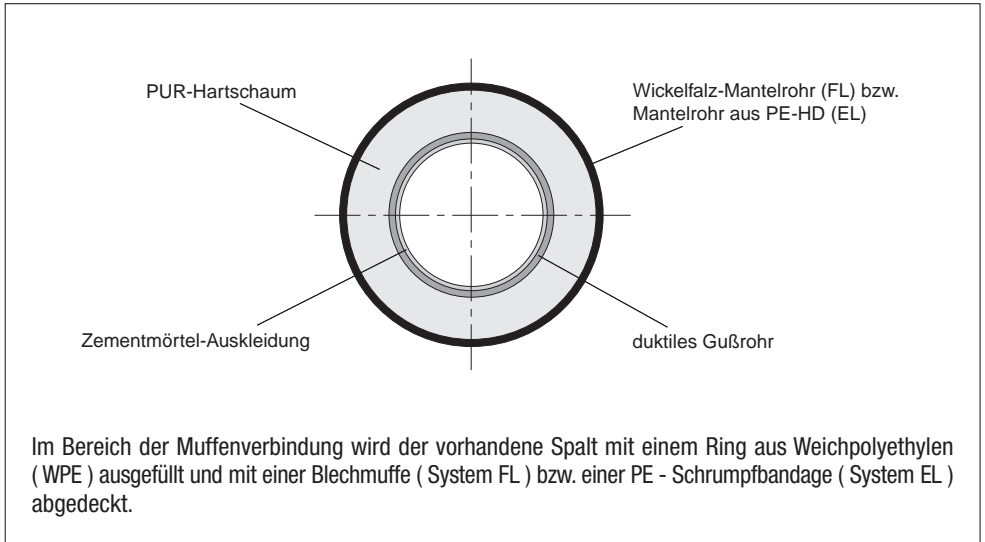 PUR-Hartschaum
Wickelfalz-Mantelrohr (FL) bzw.
Mantelrohr aus PE-HD (EL)
Zementmörtel-Auskleidung
duktiles Gußrohr
Im Bereich der Muffenverbindung wird der vorhandene Spalt mit einem Ring aus Weichpolyethylen
( WPE ) ausgefüllt und mit einer Blechmuffe ( System FL ) bzw. einer PE - Schrumpfbandage ( System EL )
abgedeckt.